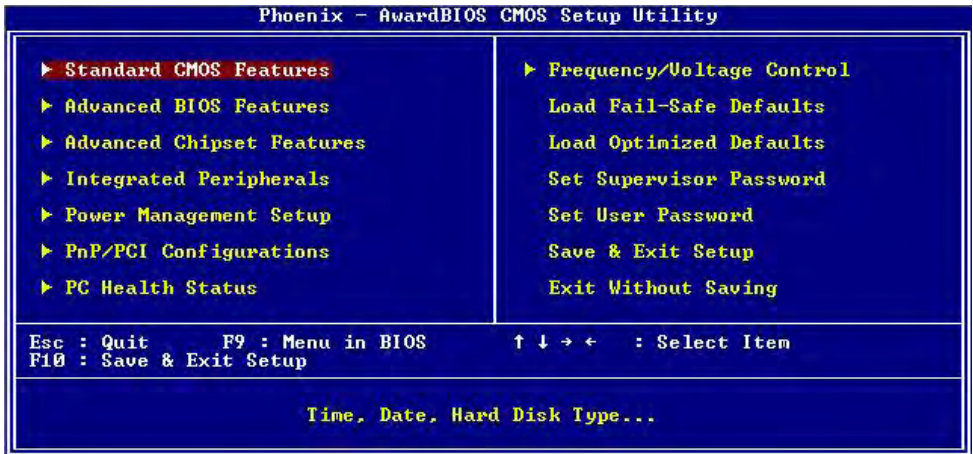 Phoenix - AwardBIOS CMOS Setup Utility
▶ Standard CMOS Features
▶ Advanced BIOS Features
▶ Advanced Chipset Features
▶ Integrated Peripherals
▶ Power Management Setup
▶ PnP/PCI Configurations
▶ PC Health Status
▶ Frequency/Voltage Control
Load Fail-Safe Defaults
Load Optimized Defaults
Set Supervisor Password
Set User Password
Save & Exit Setup
Exit Without Saving
Esc : Quit F9 : Menu in BIOS ↑ ↓ → ← : Select Item
F10 : Save & Exit Setup
Time, Date, Hard Disk Type...